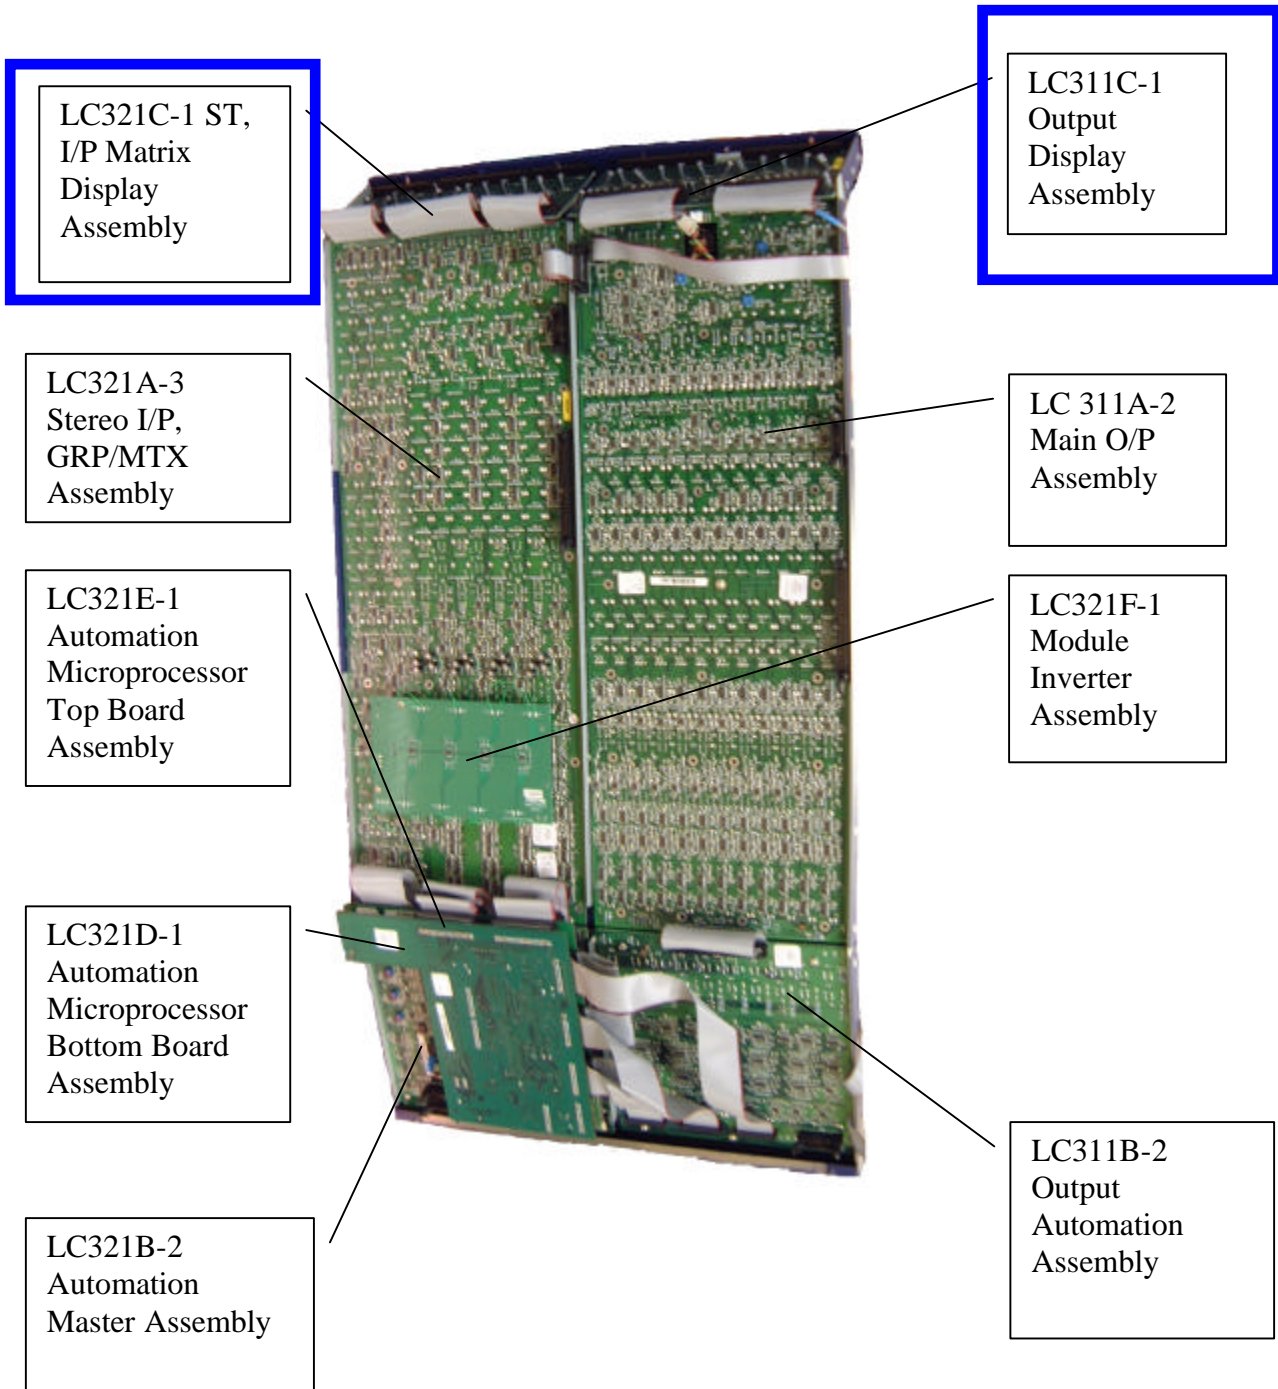 LC321C-1 ST,
I/P Matrix
Display
Assembly
LC311C-1
Output
Display
Assembly
LC321A-3
Stereo I/P,
GRP/MTX
Assembly
LC 311A-2
Main O/P
Assembly
LC321E-1
Automation
Microprocessor
Top Board
Assembly
LC321F-1
Module
Inverter
Assembly
LC321D-1
Automation
Microprocessor
Bottom Board
Assembly
LC311B-2
Output
Automation
Assembly
LC321B-2
Automation
Master Assembly